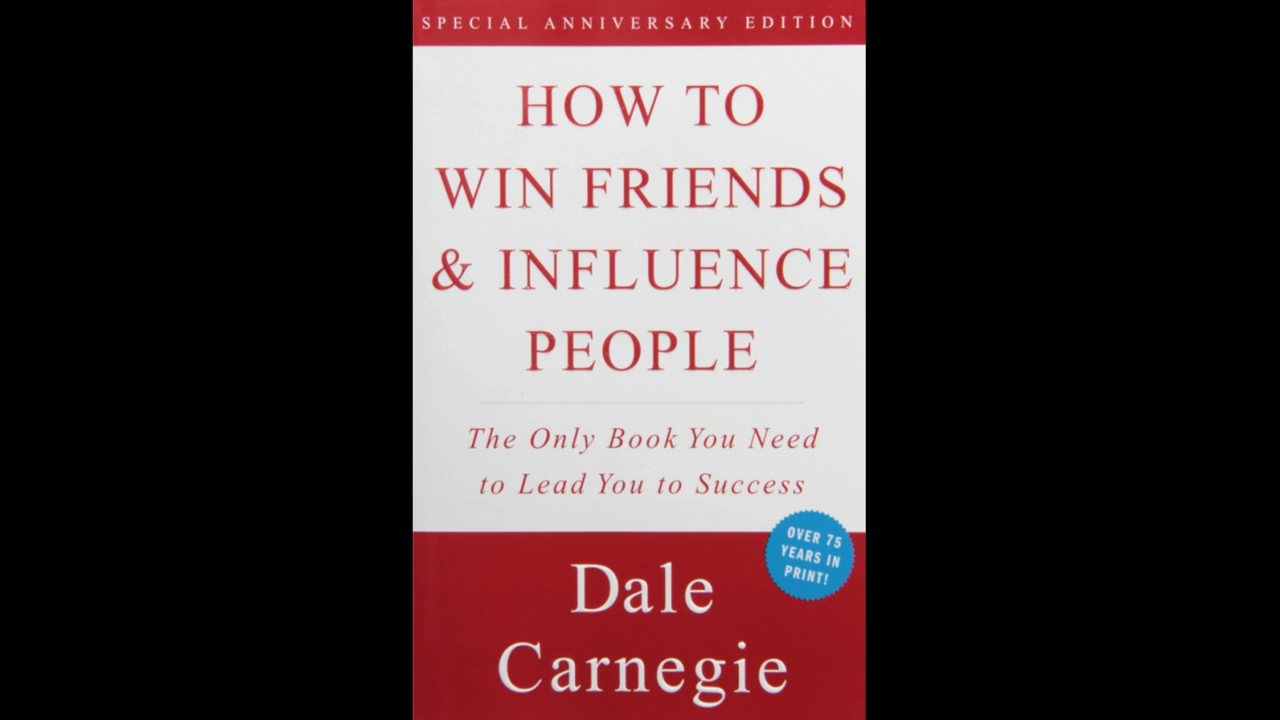 SPECIAL ANNIVERSARY EDITION
HOW TO
WIN FRIENDS
& INFLUENCE
PEOPLE
The Only Book You Need
to Lead You to Success
OVER 75
YEARS IN
PRINT!
Dale
Carnegie